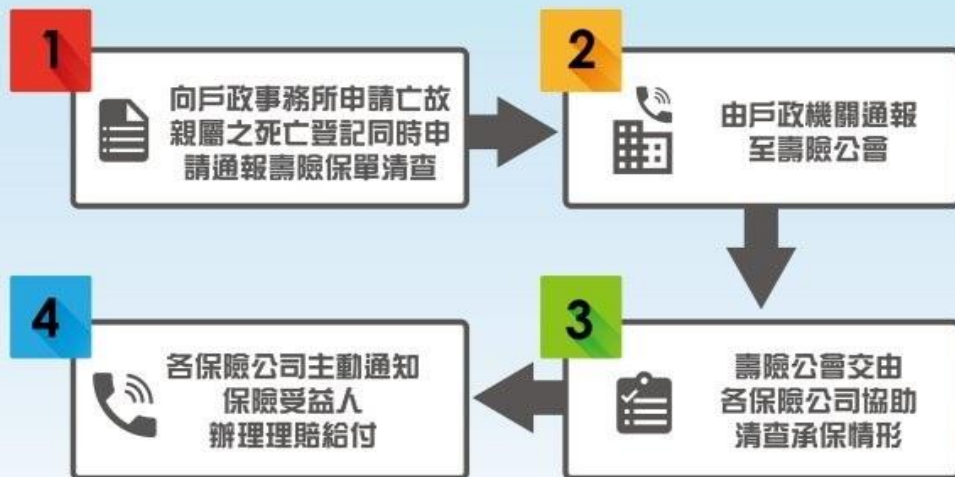 1
向戶政事務所申請亡故
親屬之死亡登記同時申
請通報壽險保單清查
2
由戶政機關通報
至壽險公會
3
壽險公會交由
各保險公司協助
清查承保情形
4
各保險公司主動通知
保險受益人
辦理理賠給付